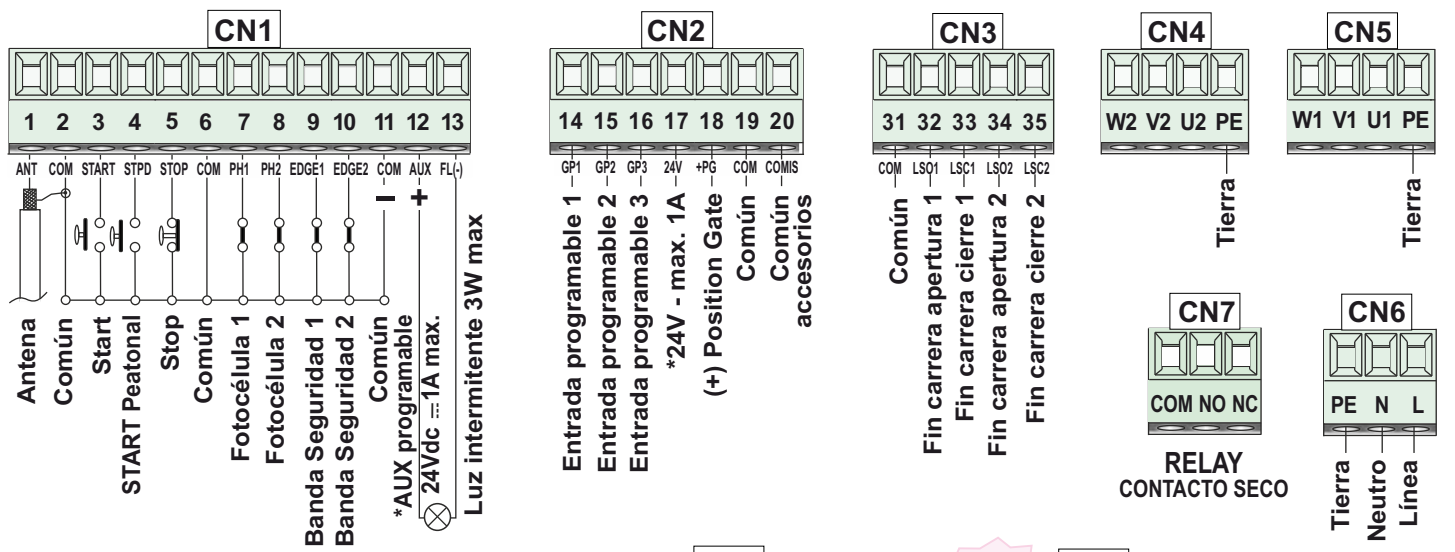 CN1
1 2 3 4 5 6 7 8 9 10 11 12 13
ANT COM START STPD STOP COM PH1 PH2 EDGE1 EDGE2 COM AUX FL(-)
− +
Antena
Común
Start
START Peatonal
Stop
Común
Fotocélula 1
Fotocélula 2
Banda Seguridad 1
Banda Seguridad 2
Común
*AUX programable
24Vdc ⎓ 1A max.
Luz intermitente 3W max
CN2
14 15 16 17 18 19 20
GP1 GP2 GP3 24V +PG COM COMIS
Entrada programable 1
Entrada programable 2
Entrada programable 3
*24V - max. 1A
(+) Position Gate
Común
Común
accesorios
CN3
31 32 33 34 35
COM LSO1 LSC1 LSO2 LSC2
Común
Fin carrera apertura 1
Fin carrera cierre 1
Fin carrera apertura 2
Fin carrera cierre 2
CN4
W2 V2 U2 PE
Tierra
CN5
W1 V1 U1 PE
Tierra
CN7
COM NO NC
RELAY
CONTACTO SECO
CN6
PE N L
Tierra
Neutro
Línea